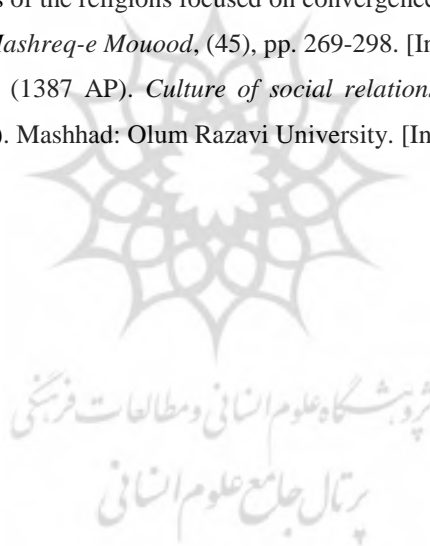 s of the religions focused on convergence
Mashreq-e Mouood, (45), pp. 269-298. [In
(1387 AP). Culture of social relation
). Mashhad: Olum Razavi University. [In
پژوهشگاه علوم انسانی و مطالعات فرهنگی
پرتال جامع علوم انسانی